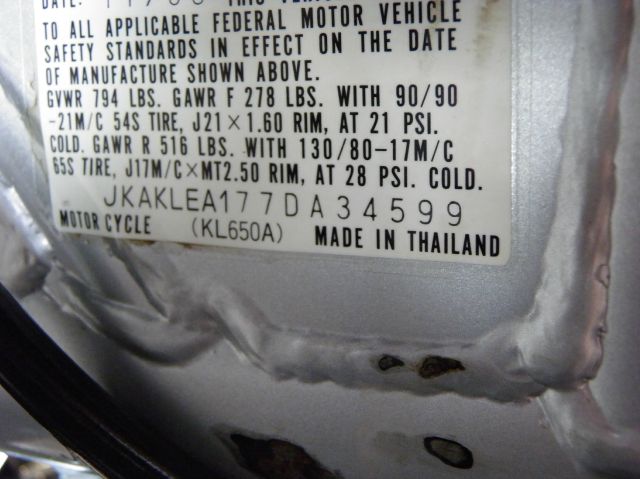 DATE: THIS
TO ALL APPLICABLE FEDERAL MOTOR VEHICLE
SAFETY STANDARDS IN EFFECT ON THE DATE
OF MANUFACTURE SHOWN ABOVE.
GVWR 794 LBS. GAWR F 278 LBS. WITH 90/90
-21M/C 54S TIRE, J21×1.60 RIM, AT 21 PSI.
COLD. GAWR R 516 LBS. WITH 130/80-17M/C
65S TIRE, J17M/C×MT2.50 RIM, AT 28 PSI. COLD.
JKAKLEA177DA34599
MOTOR CYCLE (KL650A) MADE IN THAILAND